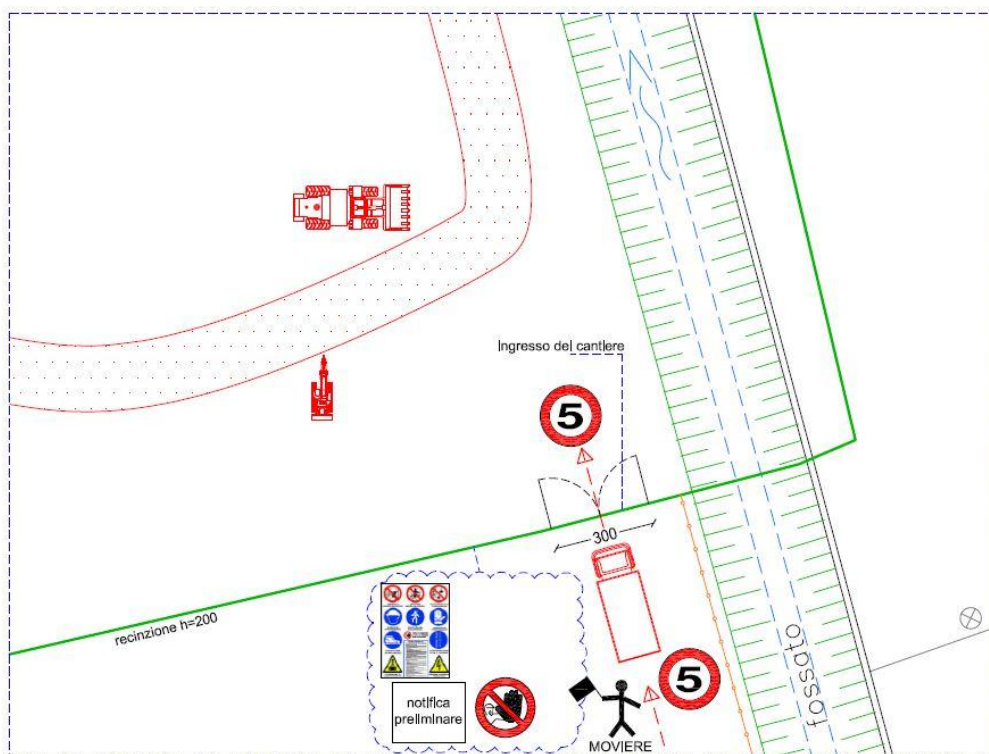 Ingresso del cantiere
5
300
recinzione h=200
fossato
5
notifica
preliminare
MOVIERE